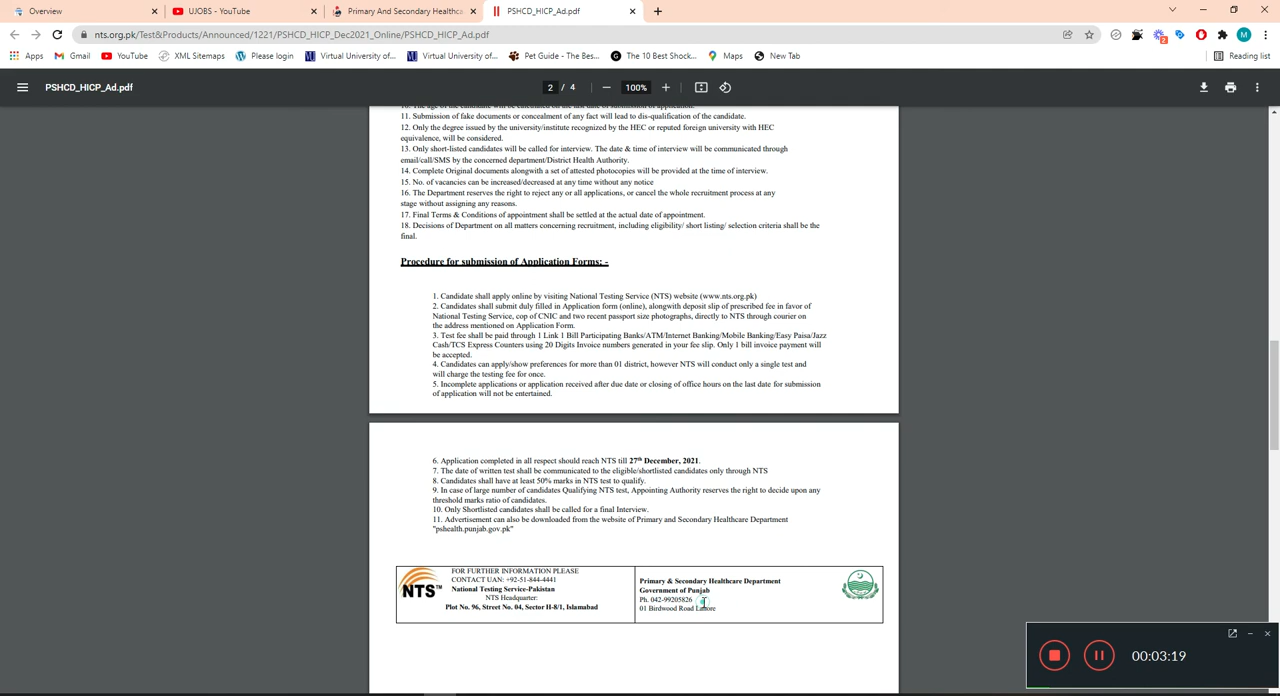 Overview
UJOBS - YouTube
Primary And Secondary Healthca
PSHCD_HICP_Ad.pdf
nts.org.pk/Test&Products/Announced/1221/PSHCD_HICP_Dec2021_Online/PSHCD_HICP_Ad.pdf
2
M
Apps
Gmail
YouTube
XML Sitemaps
Please login
Virtual University of...
Virtual University of...
Pet Guide - The Bes...
The 10 Best Shock...
Maps
New Tab
Reading list
PSHCD_HICP_Ad.pdf
2 / 4
100%
10. The age of the candidate will be calculated on the last date of submission of application.
11. Submission of fake documents or concealment of any fact will lead to dis-qualification of the candidate.
12. Only the degree issued by the university/institute recognized by the HEC or reputed foreign university with HEC
equivalence, will be considered.
13. Only short-listed candidates will be called for interview. The date & time of interview will be communicated through
email/call/SMS by the concerned department/District Health Authority.
14. Complete Original documents alongwith a set of attested photocopies will be provided at the time of interview.
15. No. of vacancies can be increased/decreased at any time without any notice
16. The Department reserves the right to reject any or all applications, or cancel the whole recruitment process at any
stage without assigning any reasons.
17. Final Terms & Conditions of appointment shall be settled at the actual date of appointment.
18. Decisions of Department on all matters concerning recruitment, including eligibility/ short listing/ selection criteria shall be the
final.
Procedure for submission of Application Forms: -
1. Candidate shall apply online by visiting National Testing Service (NTS) website (www.nts.org.pk)
2. Candidates shall submit duly filled in Application form (online), alongwith deposit slip of prescribed fee in favor of
National Testing Service, cop of CNIC and two recent passport size photographs, directly to NTS through courier on
the address mentioned on Application Form.
3. Test fee shall be paid through 1 Link 1 Bill Participating Banks/ATM/Internet Banking/Mobile Banking/Easy Paisa/Jazz
Cash/TCS Express Counters using 20 Digits Invoice numbers generated in your fee slip. Only 1 bill invoice payment will
be accepted.
4. Candidates can apply/show preferences for more than 01 district, however NTS will conduct only a single test and
will charge the testing fee for once.
5. Incomplete applications or application received after due date or closing of office hours on the last date for submission
of application will not be entertained.
6. Application completed in all respect should reach NTS till 27th December, 2021.
7. The date of written test shall be communicated to the eligible/shortlisted candidates only through NTS
8. Candidates shall have at least 50% marks in NTS test to qualify.
9. In case of large number of candidates Qualifying NTS test, Appointing Authority reserves the right to decide upon any
threshold marks ratio of candidates.
10. Only Shortlisted candidates shall be called for a final Interview.
11. Advertisement can also be downloaded from the website of Primary and Secondary Healthcare Department
"pshealth.punjab.gov.pk"
NTS™
FOR FURTHER INFORMATION PLEASE
CONTACT UAN: +92-51-844-4441
National Testing Service-Pakistan
NTS Headquarter:
Plot No. 96, Street No. 04, Sector H-8/1, Islamabad
Primary & Secondary Healthcare Department
Government of Punjab
Ph. 042-99205826
01 Birdwood Road Lahore
00:03:19